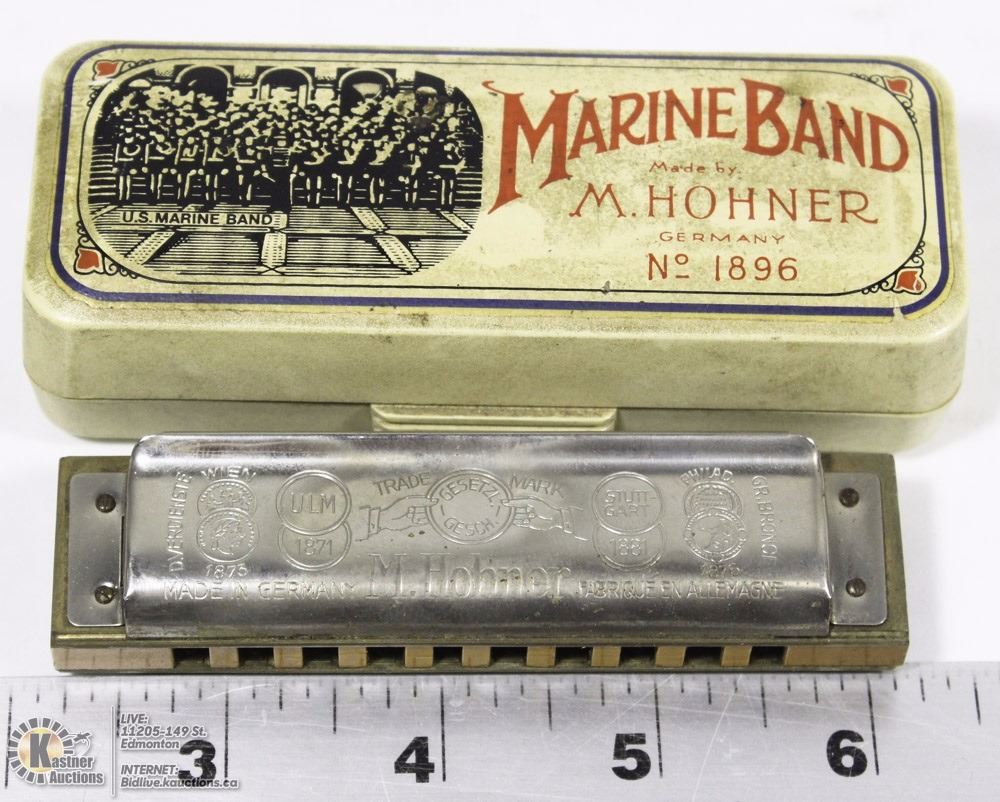 MARINE BAND
Made by
M. HOHNER
GERMANY
Nº 1896
U.S. MARINE BAND
D.VERDIENSTE
WIEN
1873
ULM
1871
TRADE MARK
GESETZL.
GESCH.
STUTT-
GART
1881
PHILAD.
1876
MADE IN GERMANY
M. Hohner
FABRIQUE EN ALLEMAGNE
3 4 5 6
Kastner
Auctions
LIVE:
11205-149 St.
Edmonton
INTERNET:
Bidlive.kauctions.ca